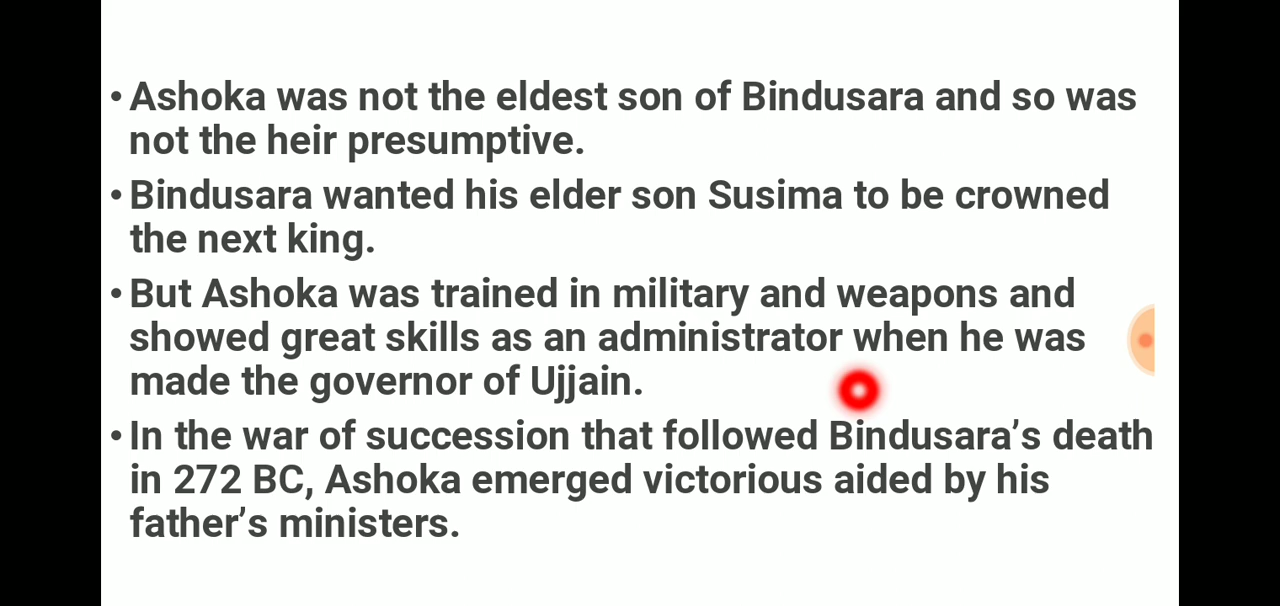 • Ashoka was not the eldest son of Bindusara and so was
not the heir presumptive.
• Bindusara wanted his elder son Susima to be crowned
the next king.
• But Ashoka was trained in military and weapons and
showed great skills as an administrator when he was
made the governor of Ujjain.
• In the war of succession that followed Bindusara’s death
in 272 BC, Ashoka emerged victorious aided by his
father’s ministers.